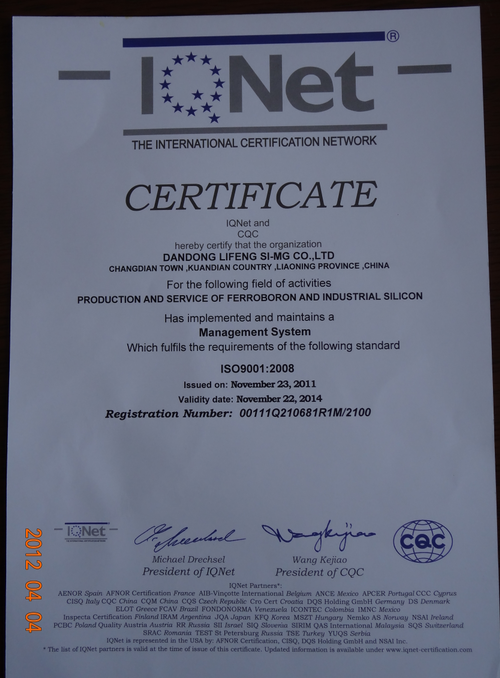 IQNet®
THE INTERNATIONAL CERTIFICATION NETWORK
CERTIFICATE
IQNet and
CQC
hereby certify that the organization
DANDONG LIFENG SI-MG CO.,LTD
CHANGDIAN TOWN ,KUANDIAN COUNTRY ,LIAONING PROVINCE ,CHINA
For the following field of activities
PRODUCTION AND SERVICE OF FERROBORON AND INDUSTRIAL SILICON
Has implemented and maintains a
Management System
Which fulfils the requirements of the following standard
ISO9001:2008
Issued on: November 23, 2011
Validity date: November 22, 2014
Registration Number: 00111Q210681R1M/2100
IQNet
CQC
Michael Drechsel Wang Kejiao
President of IQNet President of CQC
IQNet Partners*:
AENOR Spain AFNOR Certification France AIB-Vinçotte International Belgium ANCE Mexico APCER Portugal CCC Cyprus
CISQ Italy CQC China CQM China CQS Czech Republic Cro Cert Croatia DQS Holding GmbH Germany DS Denmark
ELOT Greece FCAV Brazil FONDONORMA Venezuela ICONTEC Colombia IMNC Mexico
Inspecta Certification Finland IRAM Argentina JQA Japan KFQ Korea MSZT Hungary Nemko AS Norway NSAI Ireland
PCBC Poland Quality Austria Austria RR Russia SII Israel SIQ Slovenia SIRIM QAS International Malaysia SQS Switzerland
SRAC Romania TEST St Petersburg Russia TSE Turkey YUQS Serbia
IQNet is represented in the USA by: AFNOR Certification, CISQ, DQS Holding GmbH and NSAI Inc.
* The list of IQNet partners is valid at the time of issue of this certificate. Updated information is available under www.iqnet-certification.com
2012 04 04